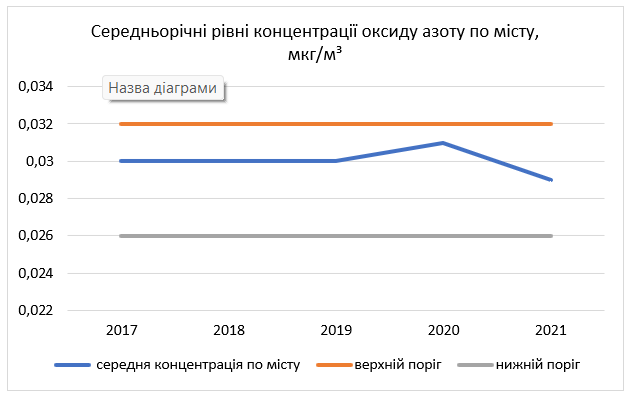 Середньорічні рівні концентрації оксиду азоту по місту,
мкг/м³
Назва діаграми
0,034
0,032
0,03
0,028
0,026
0,024
0,022
2017 2018 2019 2020 2021
середня концентрація по місту верхній поріг нижній поріг